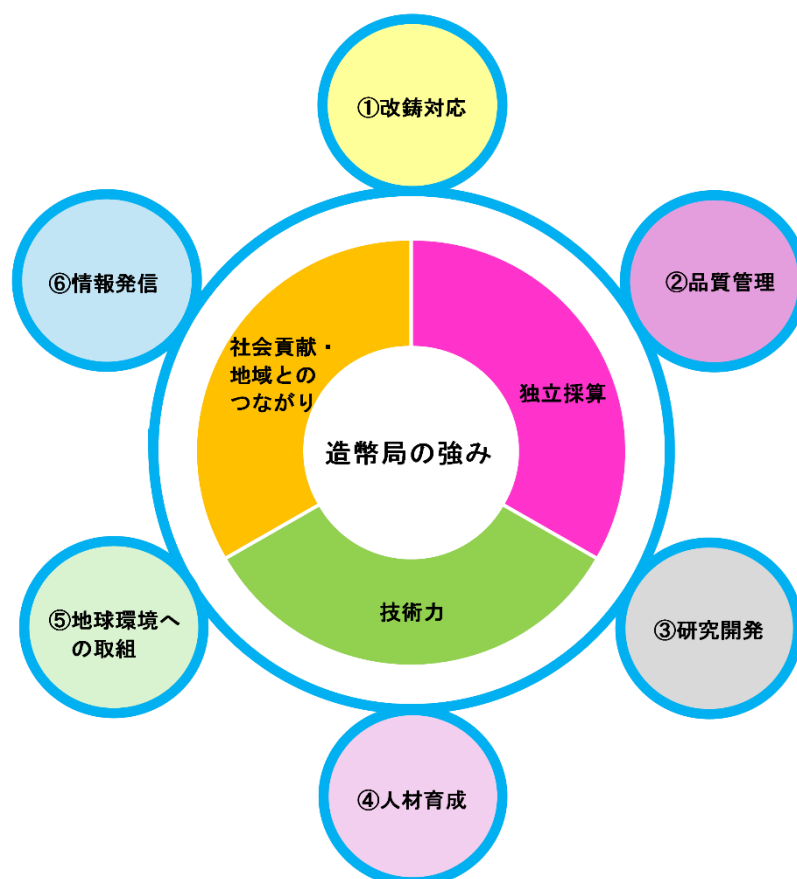 ①改鋳対応
②品質管理
③研究開発
④人材育成
⑤地球環境へ
の取組
⑥情報発信
社会貢献・
地域との
つながり
独立採算
技術力
造幣局の強み